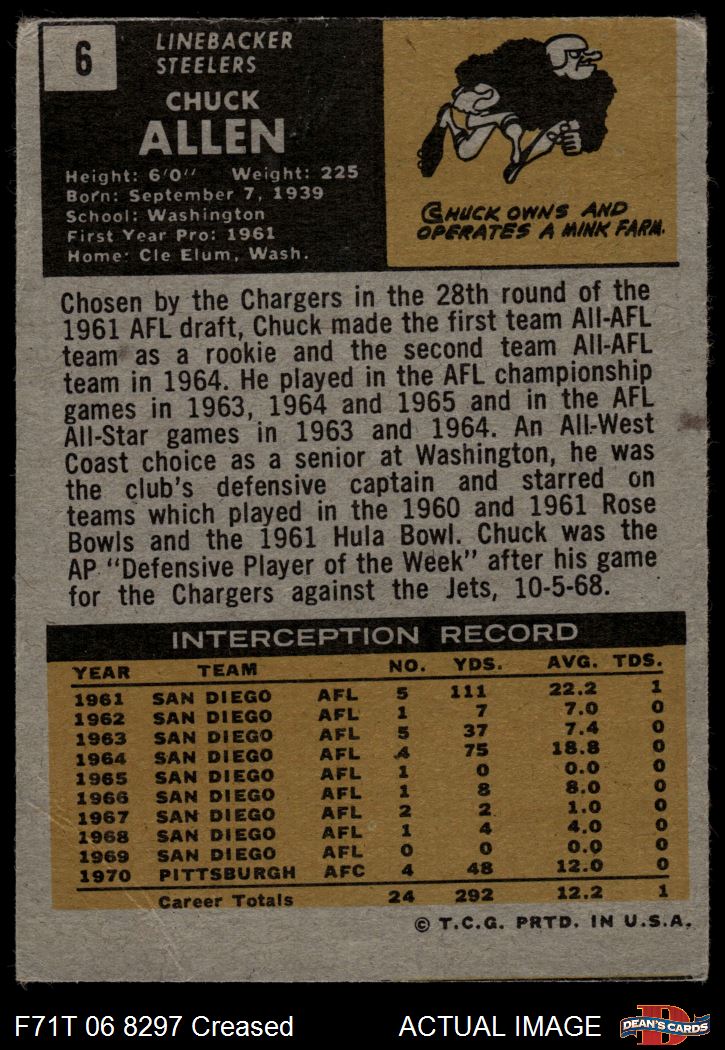 6
LINEBACKER
STEELERS
CHUCK
ALLEN
Height: 6'0" Weight: 225
Born: September 7, 1939
School: Washington
First Year Pro: 1961
Home: Cle Elum, Wash.
CHUCK OWNS AND
OPERATES A MINK FARM.
Chosen by the Chargers in the 28th round of the
1961 AFL draft, Chuck made the first team All-AFL
team as a rookie and the second team All-AFL
team in 1964. He played in the AFL championship
games in 1963, 1964 and 1965 and in the AFL
All-Star games in 1963 and 1964. An All-West
Coast choice as a senior at Washington, he was
the club's defensive captain and starred on
teams which played in the 1960 and 1961 Rose
Bowls and the 1961 Hula Bowl. Chuck was the
AP "Defensive Player of the Week" after his game
for the Chargers against the Jets, 10-5-68.
INTERCEPTION RECORD
YEAR TEAM NO. YDS. AVG. TDS.
1961 SAN DIEGO AFL 5 111 22.2 1
1962 SAN DIEGO AFL 1 7 7.0 0
1963 SAN DIEGO AFL 5 37 7.4 0
1964 SAN DIEGO AFL 4 75 18.8 0
1965 SAN DIEGO AFL 1 0 0.0 0
1966 SAN DIEGO AFL 1 8 8.0 0
1967 SAN DIEGO AFL 2 2 1.0 0
1968 SAN DIEGO AFL 1 4 4.0 0
1969 SAN DIEGO AFL 0 0 0.0 0
1970 PITTSBURGH AFC 4 48 12.0 0
Career Totals 24 292 12.2 1
© T.C.G. PRTD. IN U.S.A.
F71T 06 8297 Creased ACTUAL IMAGE
D
DEAN'S CARDS